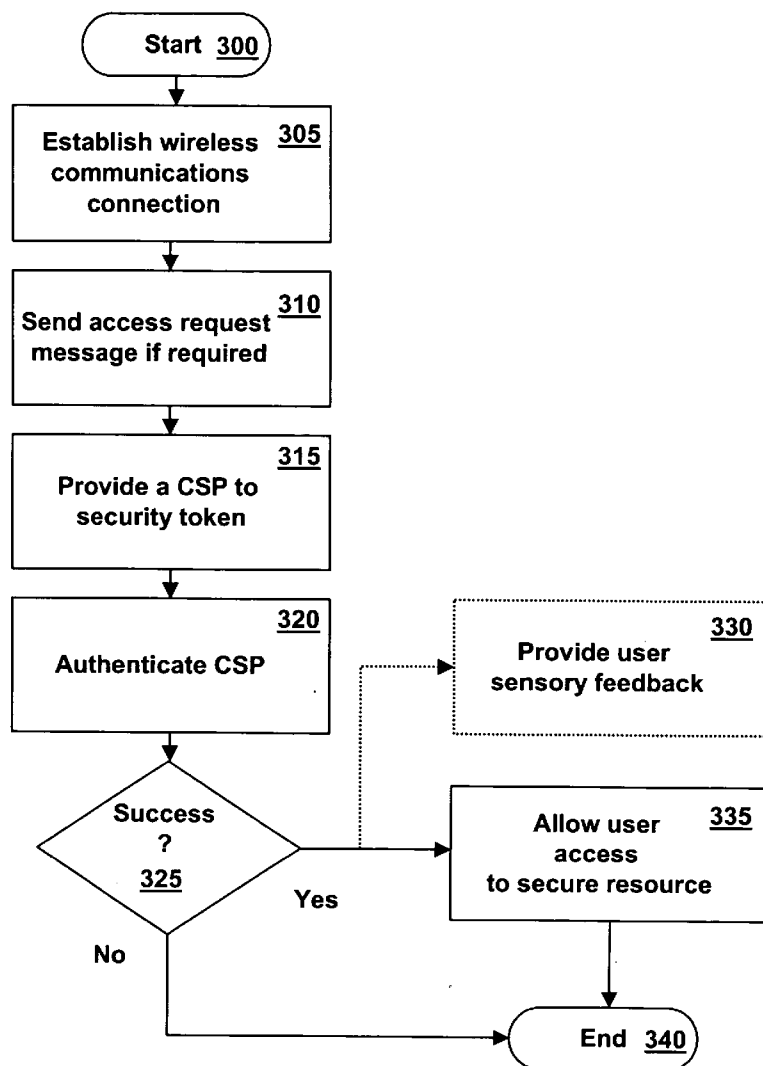 Start 300
305
Establish wireless
communications
connection
310
Send access request
message if required
315
Provide a CSP to
security token
320
Authenticate CSP
330
Provide user
sensory feedback
Success
?
325
Yes
No
335
Allow user
access
to secure resource
End 340